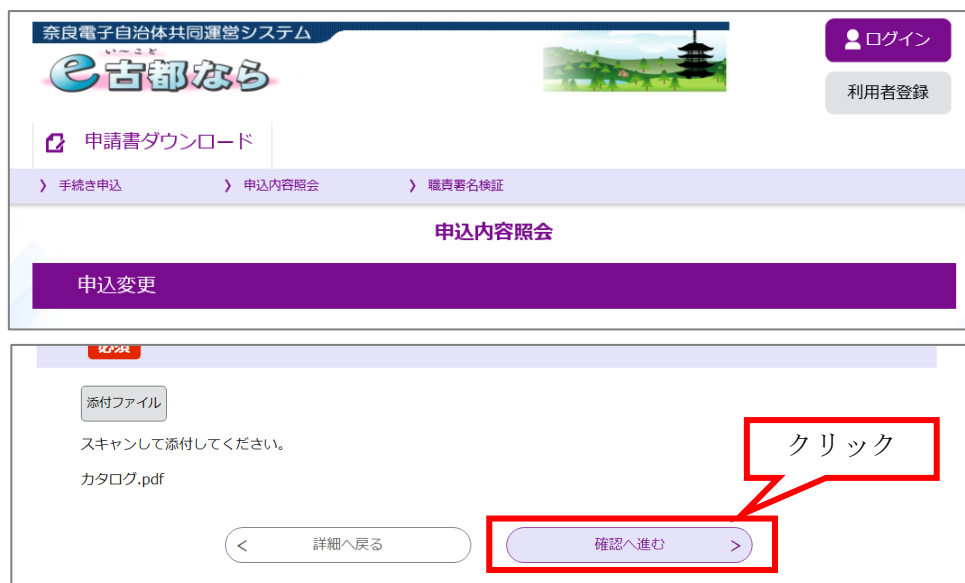 奈良電子自治体共同運営システム
い～こと
e古都なら
ログイン
利用者登録
申請書ダウンロード
手続き申込
申込内容照会
職責署名検証
申込内容照会
申込変更
必須
添付ファイル
スキャンして添付してください。
カタログ.pdf
クリック
< 詳細へ戻る
確認へ進む >